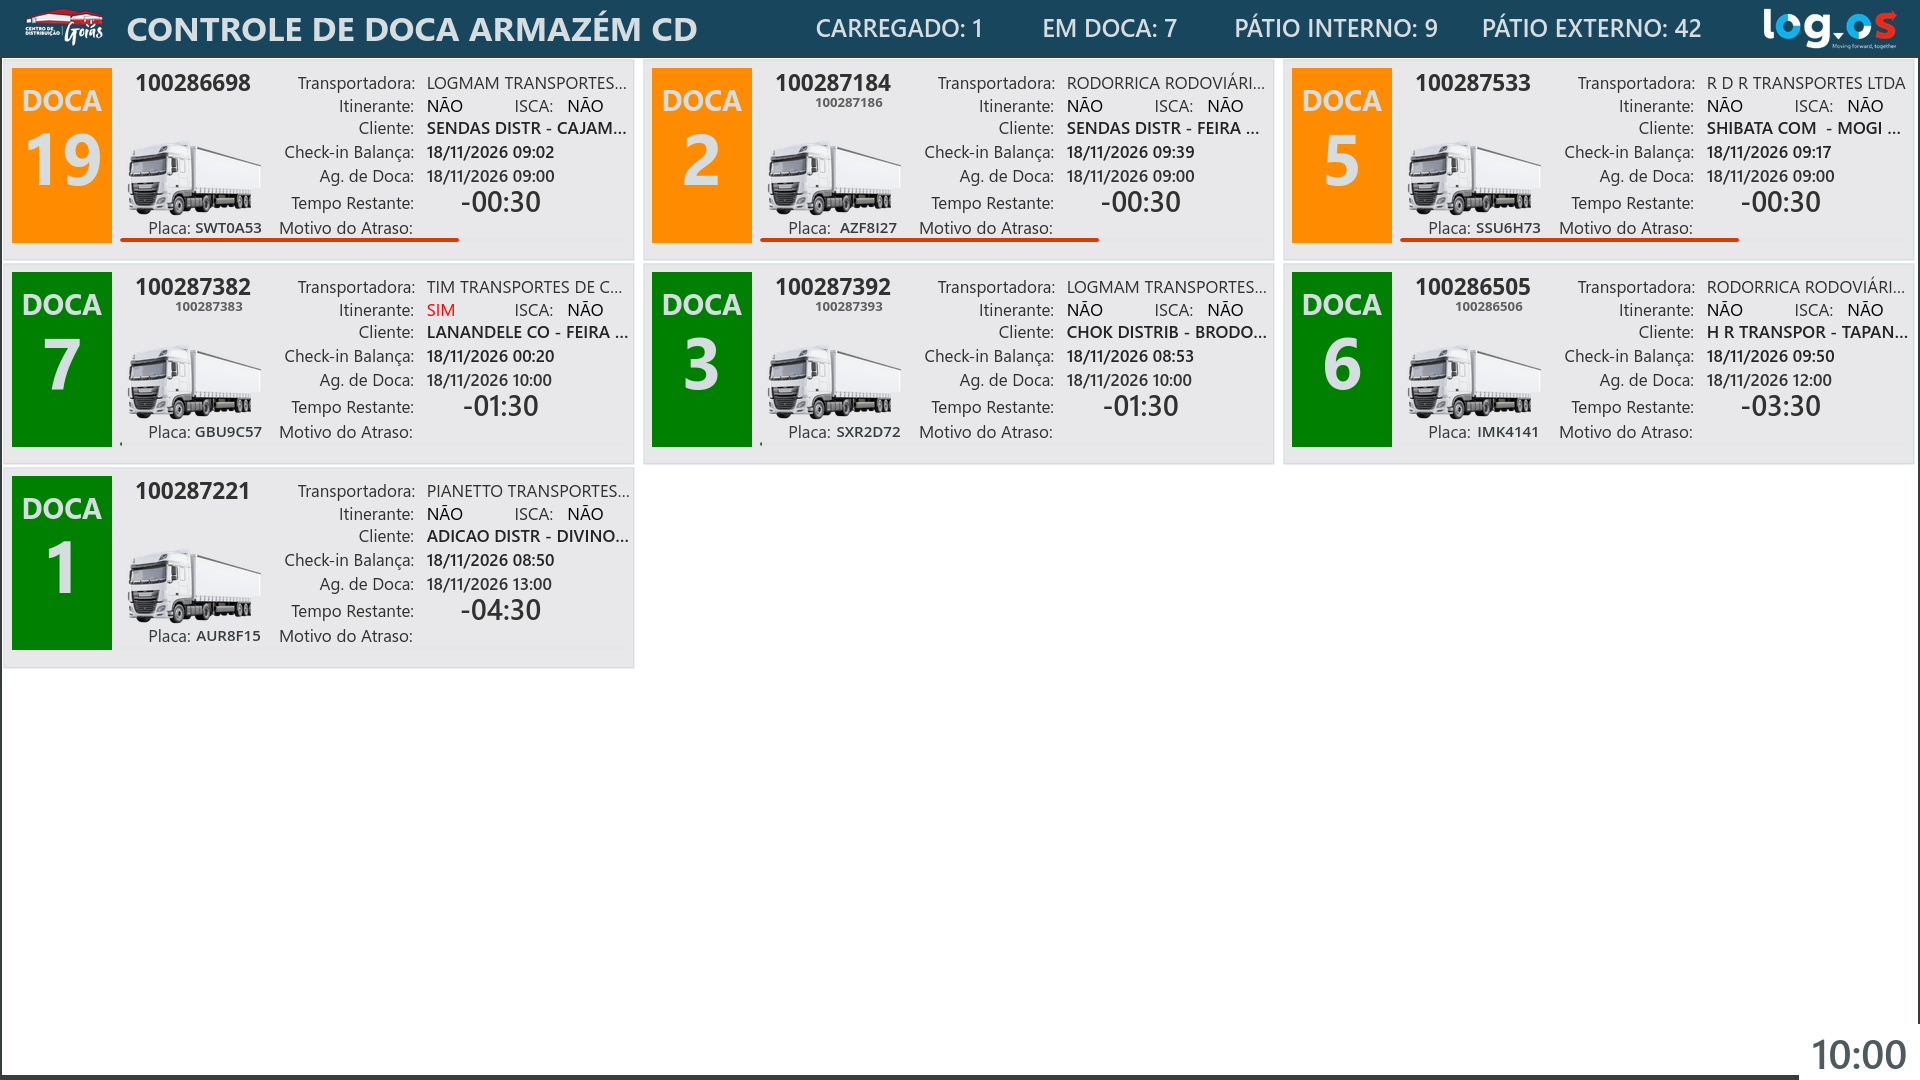 CENTRO DE
DISTRIBUIÇÃO Goiás
CONTROLE DE DOCA ARMAZÉM CD
CARREGADO: 1
EM DOCA: 7
PÁTIO INTERNO: 9
PÁTIO EXTERNO: 42
log.os
Moving forward, together
DOCA
19
100286698
Transportadora: LOGMAM TRANSPORTES...
Itinerante: NÃO ISCA: NÃO
Cliente: SENDAS DISTR - CAJAM...
Check-in Balança: 18/11/2026 09:02
Ag. de Doca: 18/11/2026 09:00
Tempo Restante: -00:30
Placa: SWT0A53 Motivo do Atraso:
DOCA
2
100287184
100287186
Transportadora: RODORRICA RODOVIÁRI...
Itinerante: NÃO ISCA: NÃO
Cliente: SENDAS DISTR - FEIRA ...
Check-in Balança: 18/11/2026 09:39
Ag. de Doca: 18/11/2026 09:00
Tempo Restante: -00:30
Placa: AZF8I27 Motivo do Atraso:
DOCA
5
100287533
Transportadora: R D R TRANSPORTES LTDA
Itinerante: NÃO ISCA: NÃO
Cliente: SHIBATA COM - MOGI ...
Check-in Balança: 18/11/2026 09:17
Ag. de Doca: 18/11/2026 09:00
Tempo Restante: -00:30
Placa: SSU6H73 Motivo do Atraso:
DOCA
7
100287382
100287383
Transportadora: TIM TRANSPORTES DE C...
Itinerante: SIM ISCA: NÃO
Cliente: LANANDELE CO - FEIRA ...
Check-in Balança: 18/11/2026 00:20
Ag. de Doca: 18/11/2026 10:00
Tempo Restante: -01:30
Placa: GBU9C57 Motivo do Atraso:
DOCA
3
100287392
100287393
Transportadora: LOGMAM TRANSPORTES...
Itinerante: NÃO ISCA: NÃO
Cliente: CHOK DISTRIB - BRODO...
Check-in Balança: 18/11/2026 08:53
Ag. de Doca: 18/11/2026 10:00
Tempo Restante: -01:30
Placa: SXR2D72 Motivo do Atraso:
DOCA
6
100286505
100286506
Transportadora: RODORRICA RODOVIÁRI...
Itinerante: NÃO ISCA: NÃO
Cliente: H R TRANSPOR - TAPAN...
Check-in Balança: 18/11/2026 09:50
Ag. de Doca: 18/11/2026 12:00
Tempo Restante: -03:30
Placa: IMK4141 Motivo do Atraso:
DOCA
1
100287221
Transportadora: PIANETTO TRANSPORTES...
Itinerante: NÃO ISCA: NÃO
Cliente: ADICAO DISTR - DIVINO...
Check-in Balança: 18/11/2026 08:50
Ag. de Doca: 18/11/2026 13:00
Tempo Restante: -04:30
Placa: AUR8F15 Motivo do Atraso:
10:00